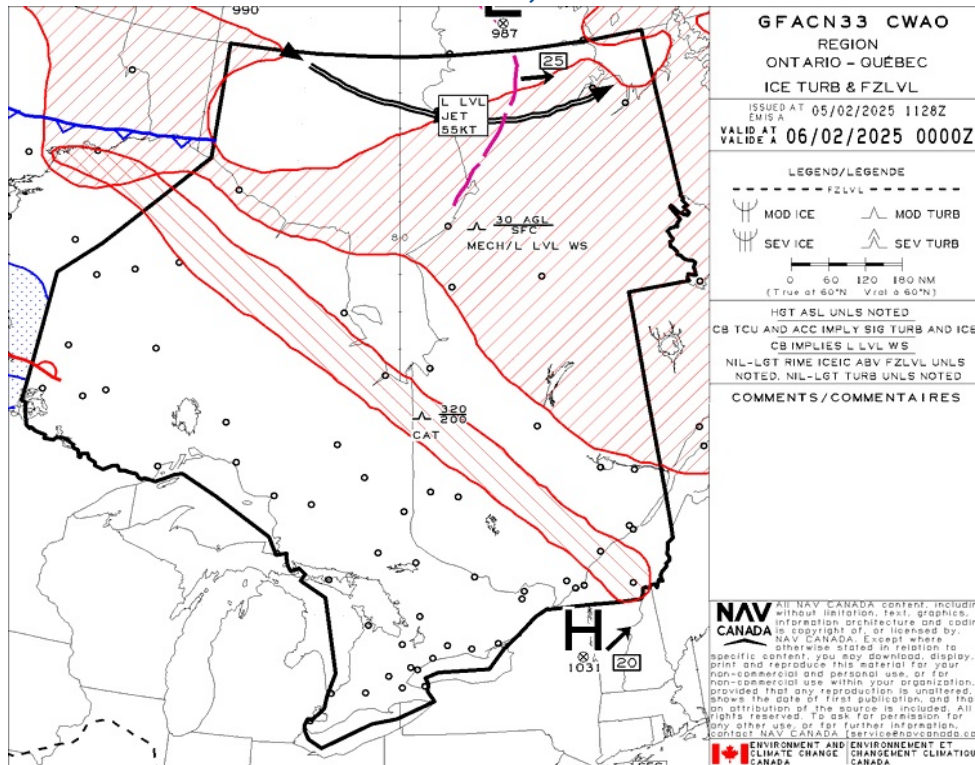 990
987
25
L LVL
JET
55KT
30 AGL
SFC
MECH/L LVL WS
80
320
200
CAT
H
1031
20
GFACN33 CWAO
REGION
ONTARIO – QUÉBEC
ICE TURB & FZLVL
ISSUED AT 05/02/2025 1128Z
ÉMIS A
VALID AT 06/02/2025 0000Z
VALIDE A
LEGEND/LÉGENDE
FZLVL
MOD ICE MOD TURB
SEV ICE SEV TURB
0 60 120 180 NM
(True at 60°N Vrai à 60°N)
HGT ASL UNLS NOTED
CB TCU AND ACC IMPLY SIG TURB AND ICE
CB IMPLIES L LVL WS
NIL-LGT RIME ICEIC ABV FZLVL UNLS
NOTED. NIL-LGT TURB UNLS NOTED
COMMENTS/COMMENTAIRES
NAV
CANADA
All NAV CANADA content, includin
without limitation, text, graphics,
information architecture and codin
is copyright of, or licensed by,
NAV CANADA. Except where
otherwise stated in relation to
specific content, you may download, display,
print and reproduce this material for your
non-commercial and personal use, or for
non-commercial use within your organization,
provided that any reproduction is unaltered,
shows the date of first publication, and tha
an attribution of the source is included. All
rights reserved. To ask for permission for
any other use, or for further information,
contact NAV CANADA [service@navcanada.ca
ENVIRONMENT AND ENVIRONNEMENT ET
CLIMATE CHANGE CHANGEMENT CLIMATIQU
CANADA CANADA